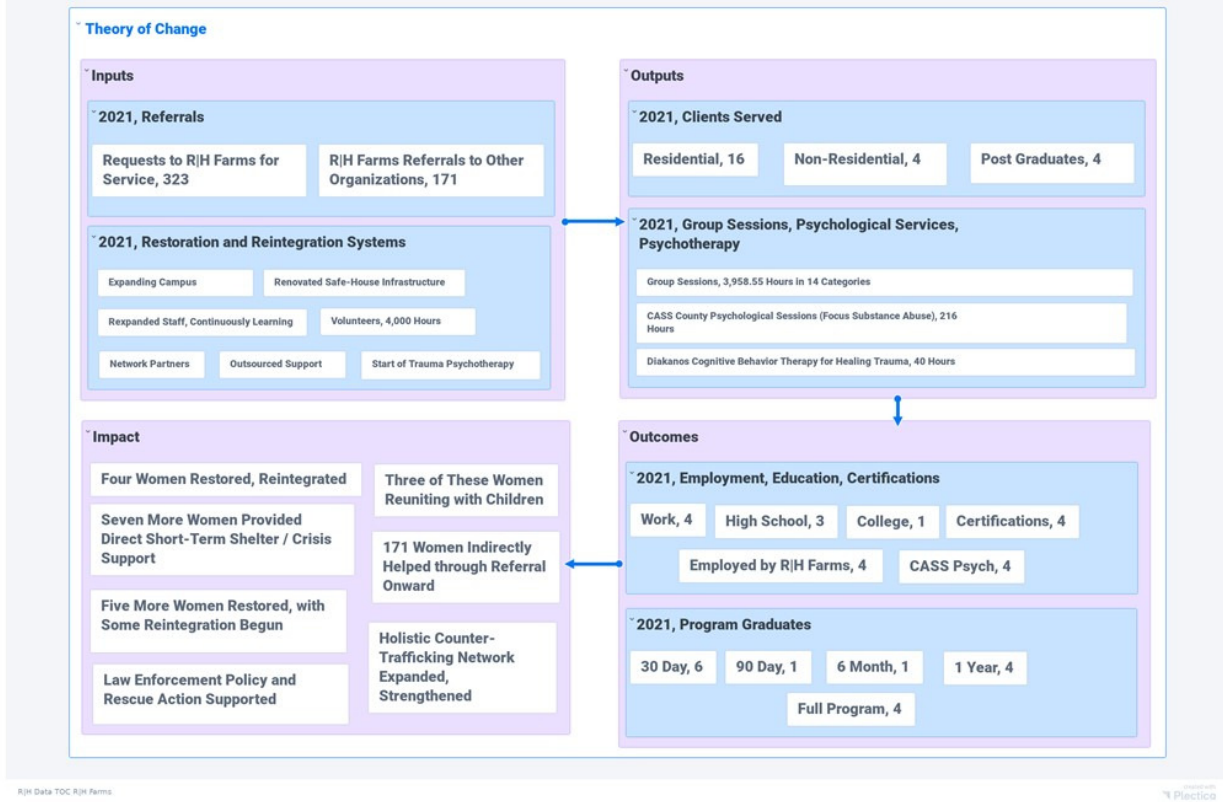 Theory of Change
Inputs
2021, Referrals
Requests to R|H Farms for
Service, 323
R|H Farms Referrals to Other
Organizations, 171
2021, Restoration and Reintegration Systems
Expanding Campus
Renovated Safe-House Infrastructure
Rexpanded Staff, Continuously Learning
Volunteers, 4,000 Hours
Network Partners
Outsourced Support
Start of Trauma Psychotherapy
Outputs
2021, Clients Served
Residential, 16
Non-Residential, 4
Post Graduates, 4
2021, Group Sessions, Psychological Services,
Psychotherapy
Group Sessions, 3,958.55 Hours in 14 Categories
CASS County Psychological Sessions (Focus Substance Abuse), 216
Hours
Diakanos Cognitive Behavior Therapy for Healing Trauma, 40 Hours
Outcomes
2021, Employment, Education, Certifications
Work, 4
High School, 3
College, 1
Certifications, 4
Employed by R|H Farms, 4
CASS Psych, 4
2021, Program Graduates
30 Day, 6
90 Day, 1
6 Month, 1
1 Year, 4
Full Program, 4
Impact
Four Women Restored, Reintegrated
Three of These Women
Reuniting with Children
Seven More Women Provided
Direct Short-Term Shelter / Crisis
Support
171 Women Indirectly
Helped through Referral
Onward
Five More Women Restored, with
Some Reintegration Begun
Holistic Counter-
Trafficking Network
Expanded,
Strengthened
Law Enforcement Policy and
Rescue Action Supported
R|H Data TOC R|H Farms
shared with
Plectica